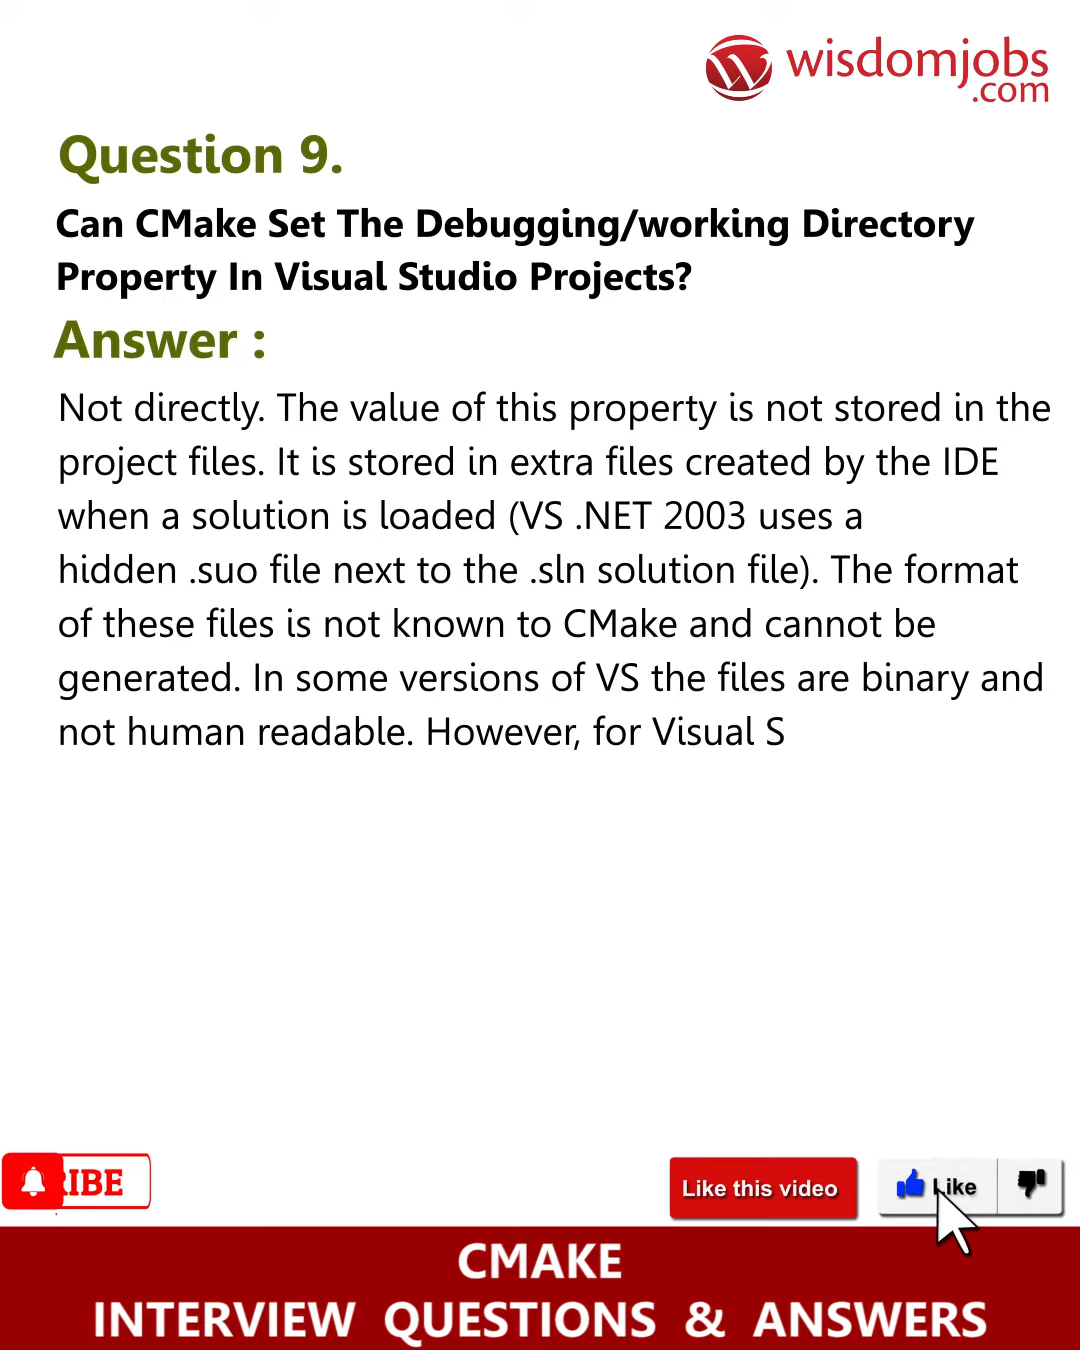 wisdomjobs
.com
Question 9.
Can CMake Set The Debugging/working Directory
Property In Visual Studio Projects?
Answer :
Not directly. The value of this property is not stored in the
project files. It is stored in extra files created by the IDE
when a solution is loaded (VS .NET 2003 uses a
hidden .suo file next to the .sln solution file). The format
of these files is not known to CMake and cannot be
generated. In some versions of VS the files are binary and
not human readable. However, for Visual S
RIBE
Like this video
Like
CMAKE
INTERVIEW QUESTIONS & ANSWERS